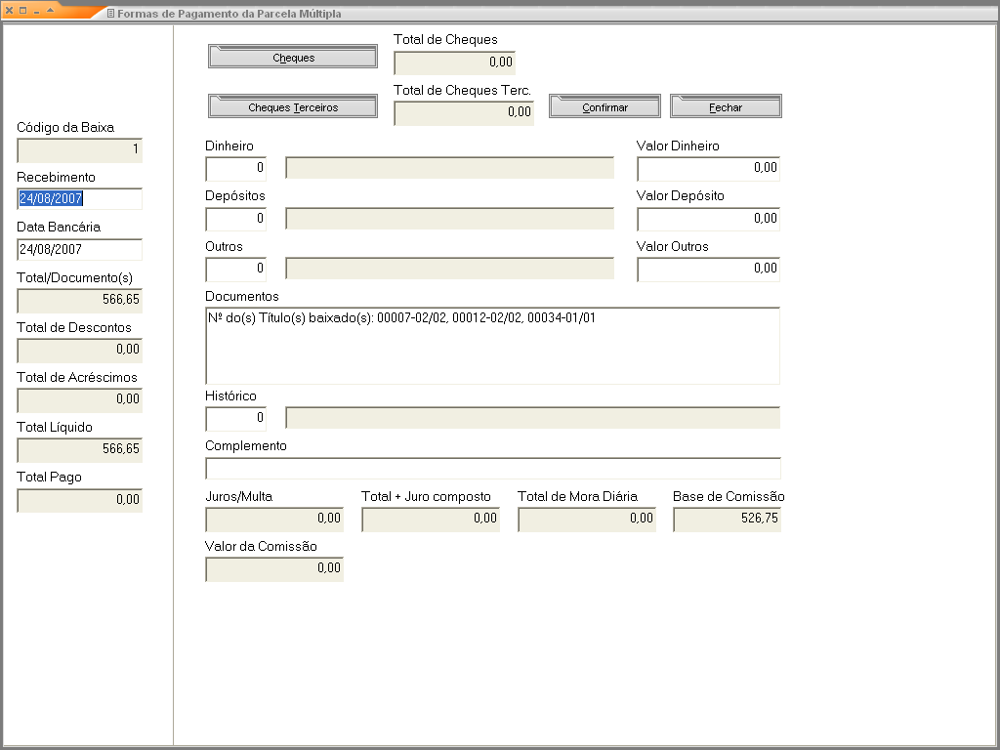 Formas de Pagamento da Parcela Múltipla
Código da Baixa
1
Recebimento
24/08/2007
Data Bancária
24/08/2007
Total/Documento(s)
566,65
Total de Descontos
0,00
Total de Acréscimos
0,00
Total Líquido
566,65
Total Pago
0,00
Cheques
Total de Cheques
0,00
Cheques Terceiros
Total de Cheques Terc.
0,00
Confirmar
Fechar
Dinheiro
0
Valor Dinheiro
0,00
Depósitos
0
Valor Depósito
0,00
Outros
0
Valor Outros
0,00
Documentos
Nº do(s) Título(s) baixado(s): 00007-02/02, 00012-02/02, 00034-01/01
Histórico
0
Complemento
Juros/Multa
0,00
Total + Juro composto
0,00
Total de Mora Diária
0,00
Base de Comissão
526,75
Valor da Comissão
0,00